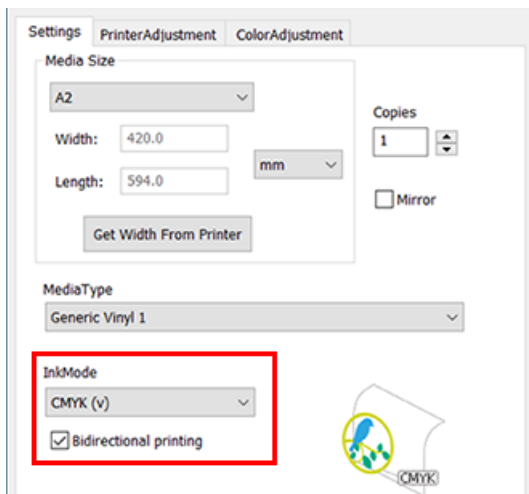 Settings PrinterAdjustment ColorAdjustment
Media Size
A2
Width: 420.0
Length: 594.0
mm
Get Width From Printer
Copies
1
Mirror
MediaType
Generic Vinyl 1
InkMode
CMYK (v)
Bidirectional printing
CMYK